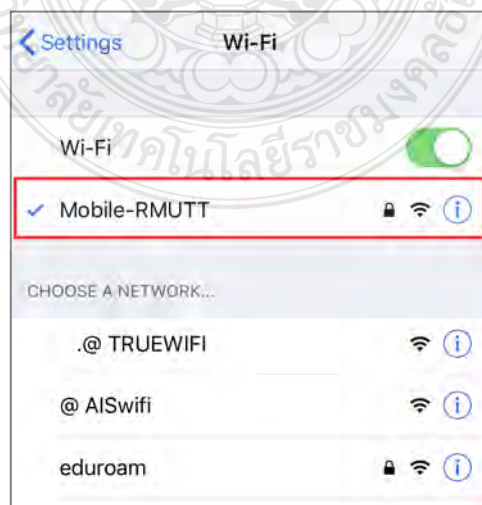 Settings Wi-Fi
Wi-Fi
Mobile-RMUTT
CHOOSE A NETWORK...
.@ TRUEWIFI
@ AISwifi
eduroam